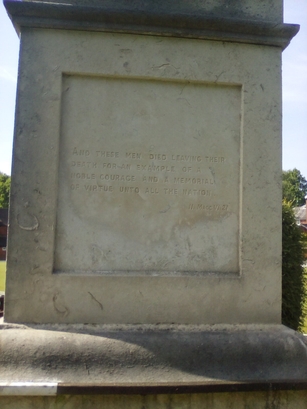 AND THESE MEN DIED LEAVING THEIR
DEATH FOR AN EXAMPLE OF A
NOBLE COURAGE AND A MEMORIAL
OF VIRTUE UNTO ALL THE NATION